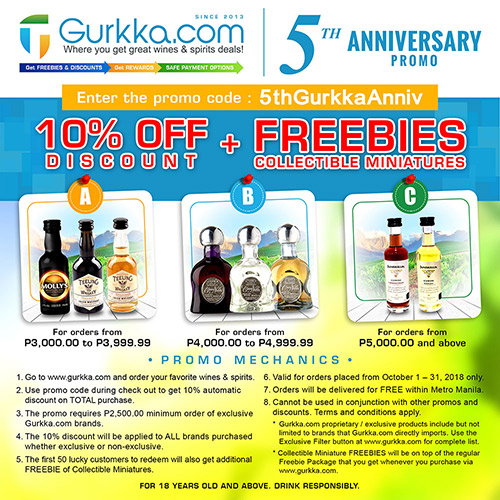 SINCE 2013
Gurkka.com
Where you get great wines & spirits deals!
Get FREEBIES & DISCOUNTS
Get REWARDS
SAFE PAYMENT OPTIONS
5TH ANNIVERSARY
PROMO
Enter the promo code : 5thGurkkaAnniv
10% OFF
DISCOUNT
+
FREEBIES
COLLECTIBLE MINIATURES
A
B
C
MOLLY'S
TEELING
WHISKEY
TEELING
WHISKEY
For orders from
P3,000.00 to P3,999.99
For orders from
P4,000.00 to P4,999.99
For orders from
P5,000.00 and above
• PROMO MECHANICS •
1. Go to www.gurkka.com and order your favorite wines & spirits.
2. Use promo code during check out to get 10% automatic
discount on TOTAL purchase.
3. The promo requires P2,500.00 minimum order of exclusive
Gurkka.com brands.
4. The 10% discount will be applied to ALL brands purchased
whether exclusive or non-exclusive.
5. The first 50 lucky customers to redeem will also get additional
FREEBIE of Collectible Miniatures.
6. Valid for orders placed from October 1 – 31, 2018 only.
7. Orders will be delivered for FREE within Metro Manila.
8. Cannot be used in conjunction with other promos and
discounts. Terms and conditions apply.
* Gurkka.com proprietary / exclusive products include but not
limited to brands that Gurkka.com directly imports. Use the
Exclusive Filter button at www.gurkka.com for complete list.
* Collectible Miniature FREEBIES will be on top of the regular
Freebie Package that you get whenever you purchase via
www.gurkka.com.
FOR 18 YEARS OLD AND ABOVE. DRINK RESPONSIBLY.